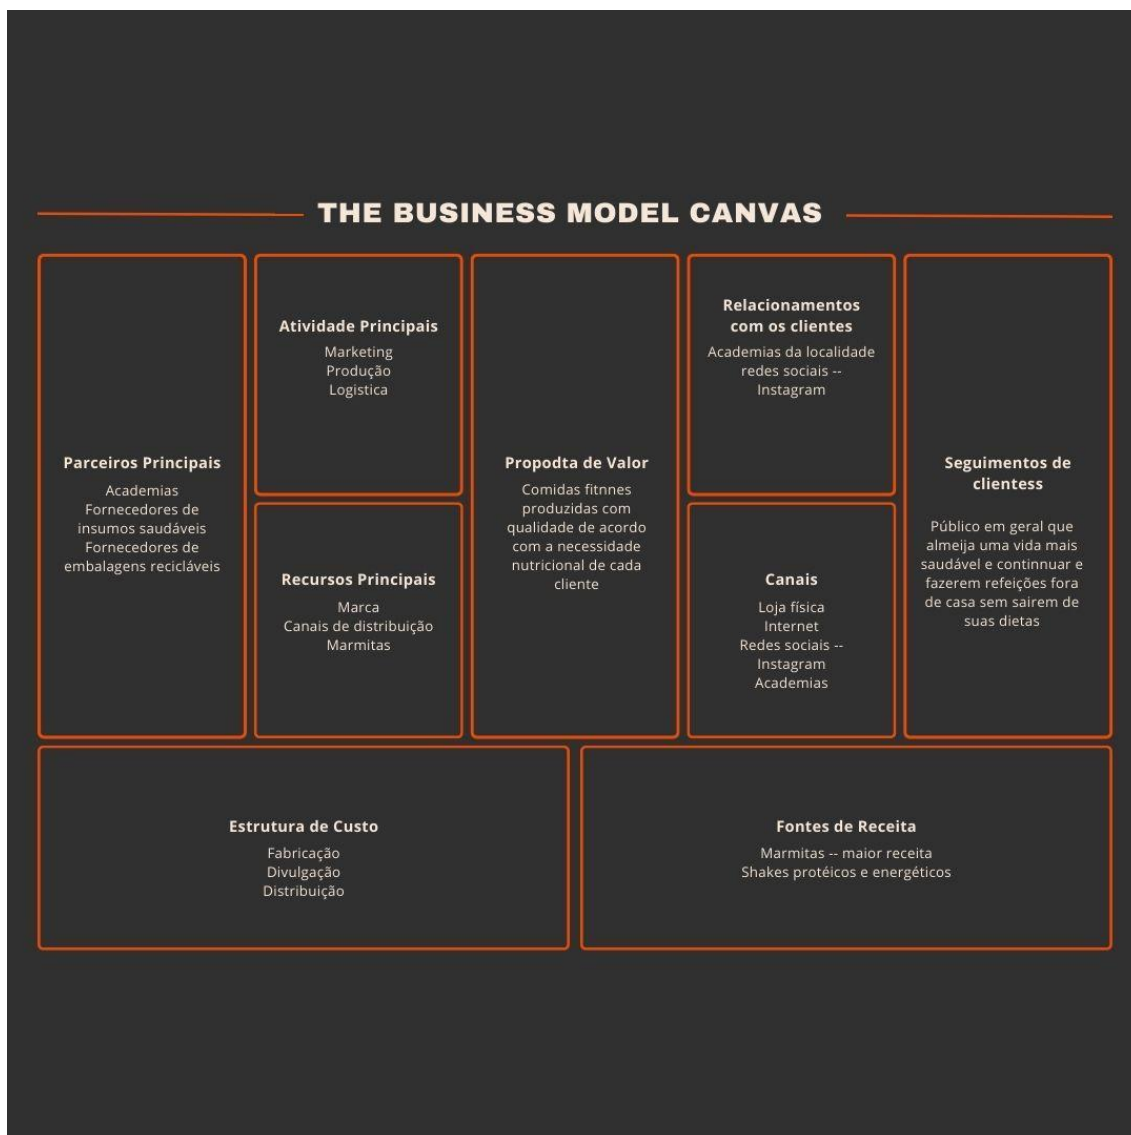 THE BUSINESS MODEL CANVAS
Parceiros Principais
Academias
Fornecedores de
insumos saudáveis
Fornecedores de
embalagens recicláveis
Atividade Principais
Marketing
Produção
Logistica
Recursos Principais
Marca
Canais de distribuição
Marmitas
Propodta de Valor
Comidas fitnnes
produzidas com
qualidade de acordo
com a necessidade
nutricional de cada
cliente
Relacionamentos
com os clientes
Academias da localidade
redes sociais --
Instagram
Canais
Loja física
Internet
Redes sociais --
Instagram
Academias
Seguimentos de
clientess
Público em geral que
almeija uma vida mais
saudável e continnuar e
fazerem refeições fora
de casa sem sairem de
suas dietas
Estrutura de Custo
Fabricação
Divulgação
Distribuição
Fontes de Receita
Marmitas -- maior receita
Shakes protéicos e energéticos